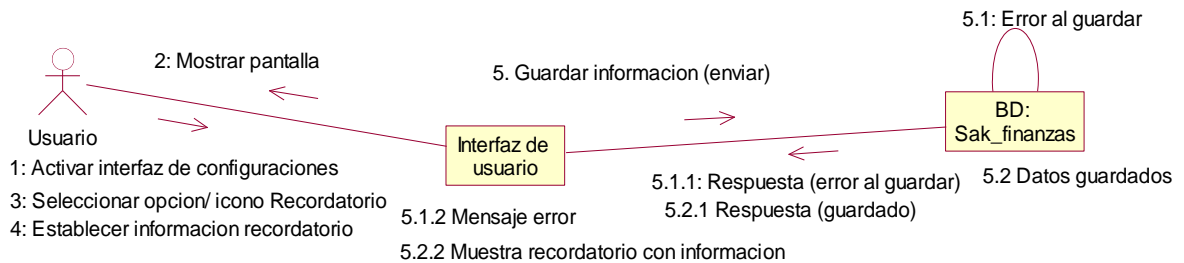 5.1: Error al guardar
2: Mostrar pantalla
5. Guardar informacion (enviar)
Usuario
Interfaz de
usuario
BD:
Sak_finanzas
1: Activar interfaz de configuraciones
3: Seleccionar opcion/ icono Recordatorio
4: Establecer informacion recordatorio
5.1.1: Respuesta (error al guardar)
5.2.1 Respuesta (guardado)
5.2 Datos guardados
5.1.2 Mensaje error
5.2.2 Muestra recordatorio con informacion